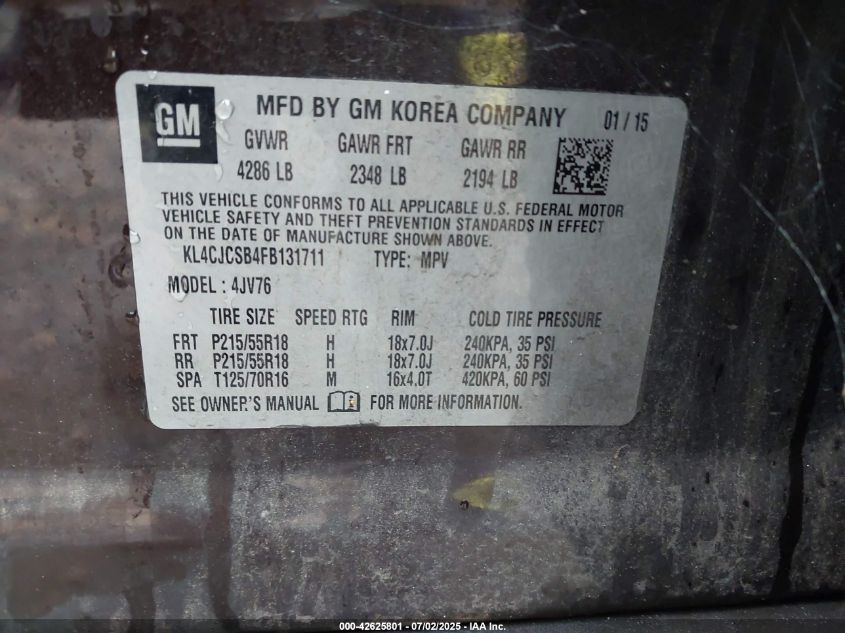 GM MFD BY GM KOREA COMPANY 01 / 15
GVWR GAWR FRT GAWR RR
4286 LB 2348 LB 2194 LB
THIS VEHICLE CONFORMS TO ALL APPLICABLE U.S. FEDERAL MOTOR
VEHICLE SAFETY AND THEFT PREVENTION STANDARDS IN EFFECT
ON THE DATE OF MANUFACTURE SHOWN ABOVE.
KL4CJCSB4FB131711 TYPE: MPV
MODEL : 4JV76
TIRE SIZE SPEED RTG RIM COLD TIRE PRESSURE
FRT P215/55R18 H 18x7.0J 240KPA, 35 PSI
RR P215/55R18 H 18x7.0J 240KPA, 35 PSI
SPA T125/70R16 M 16x4.0T 420KPA, 60 PSI
SEE OWNER'S MANUAL FOR MORE INFORMATION.
000-42625801 - 07/02/2025 - IAA Inc.